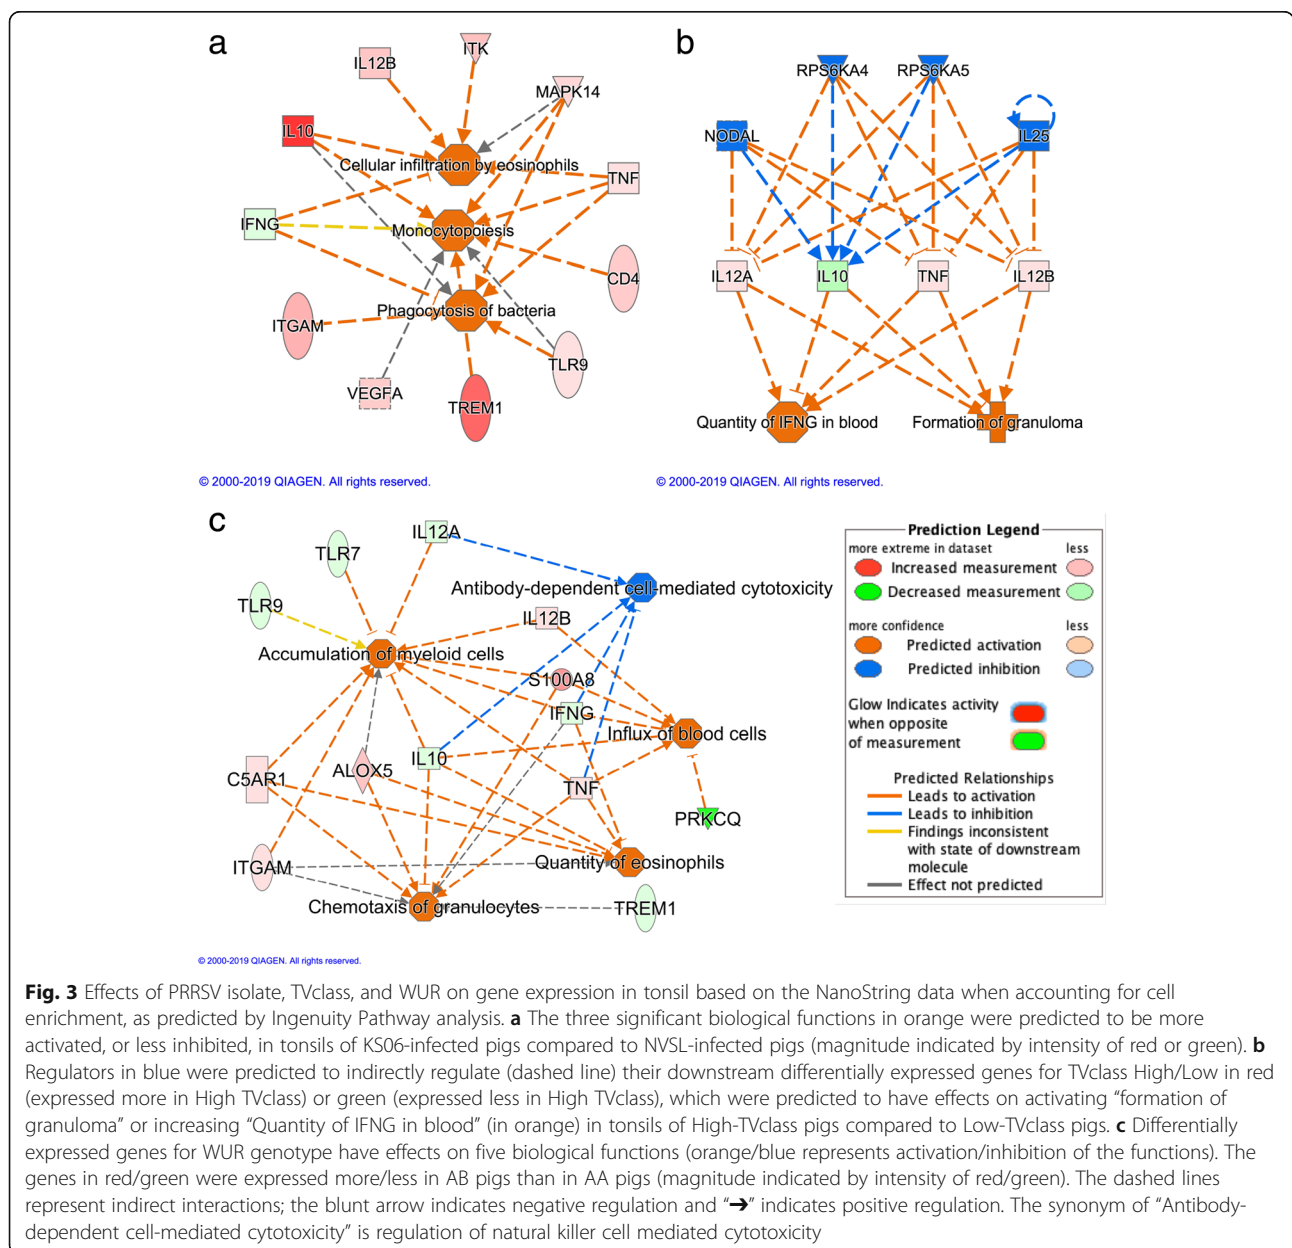 a
IL12B
ITK
MAPK14
IL10
Cellular infiltration by eosinophils
TNF
IFNG
Monocytopoiesis
CD4
Phagocytosis of bacteria
ITGAM
TLR9
VEGFA
TREM1
© 2000-2019 QIAGEN. All rights reserved.
b
RPS6KA4
RPS6KA5
NODAL
IL25
IL12A
IL10
TNF
IL12B
Quantity of IFNG in blood
Formation of granuloma
© 2000-2019 QIAGEN. All rights reserved.
c
IL12A
TLR7
Antibody-dependent cell-mediated cytotoxicity
TLR9
IL12B
Accumulation of myeloid cells
S100A8
IFNG
Influx of blood cells
IL10
ALOX5
C5AR1
TNF
PRKCQ
Quantity of eosinophils
ITGAM
Chemotaxis of granulocytes
TREM1
© 2000-2019 QIAGEN. All rights reserved.
Prediction Legend
more extreme in dataset less
Increased measurement
Decreased measurement
more confidence less
Predicted activation
Predicted inhibition
Glow Indicates activity
when opposite
of measurement
Predicted Relationships
Leads to activation
Leads to inhibition
Findings inconsistent
with state of downstream
molecule
Effect not predicted
Fig. 3 Effects of PRRSV isolate, TVclass, and WUR on gene expression in tonsil based on the NanoString data when accounting for cell
enrichment, as predicted by Ingenuity Pathway analysis. a The three significant biological functions in orange were predicted to be more
activated, or less inhibited, in tonsils of KS06-infected pigs compared to NVSL-infected pigs (magnitude indicated by intensity of red or green). b
Regulators in blue were predicted to indirectly regulate (dashed line) their downstream differentially expressed genes for TVclass High/Low in red
(expressed more in High TVclass) or green (expressed less in High TVclass), which were predicted to have effects on activating “formation of
granuloma” or increasing “Quantity of IFNG in blood” (in orange) in tonsils of High-TVclass pigs compared to Low-TVclass pigs. c Differentially
expressed genes for WUR genotype have effects on five biological functions (orange/blue represents activation/inhibition of the functions). The
genes in red/green were expressed more/less in AB pigs than in AA pigs (magnitude indicated by intensity of red/green). The dashed lines
represent indirect interactions; the blunt arrow indicates negative regulation and “➔” indicates positive regulation. The synonym of “Antibody-
dependent cell-mediated cytotoxicity” is regulation of natural killer cell mediated cytotoxicity